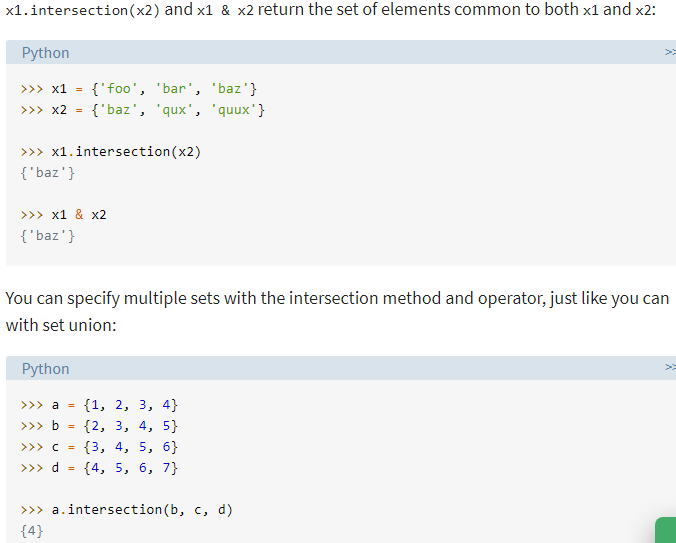 x1.intersection(x2) and x1 & x2 return the set of elements common to both x1 and x2:
Python
>>>
>>> x1 = {'foo', 'bar', 'baz'}
>>> x2 = {'baz', 'qux', 'quux'}
>>> x1.intersection(x2)
{'baz'}
>>> x1 & x2
{'baz'}
You can specify multiple sets with the intersection method and operator, just like you can
with set union:
Python
>>>
>>> a = {1, 2, 3, 4}
>>> b = {2, 3, 4, 5}
>>> c = {3, 4, 5, 6}
>>> d = {4, 5, 6, 7}
>>> a.intersection(b, c, d)
{4}